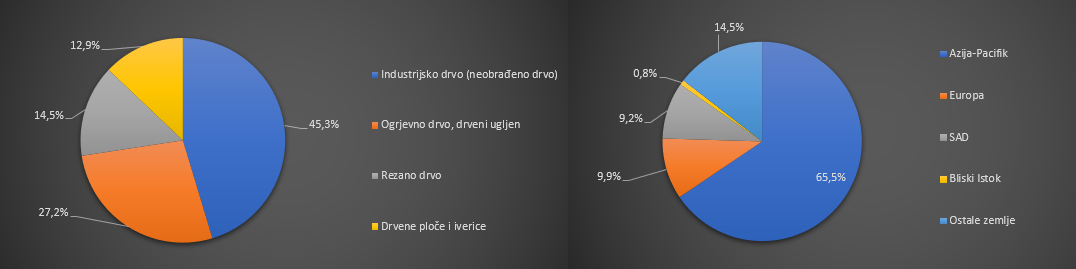 12,9%
14,5%
27,2%
45,3%
Industrijsko drvo (neobrađeno drvo)
Ogrjevno drvo, drveni ugljen
Rezano drvo
Drvene ploče i iverice
14,5%
0,8%
9,2%
9,9%
65,5%
Azija-Pacifik
Europa
SAD
Bliski Istok
Ostale zemlje